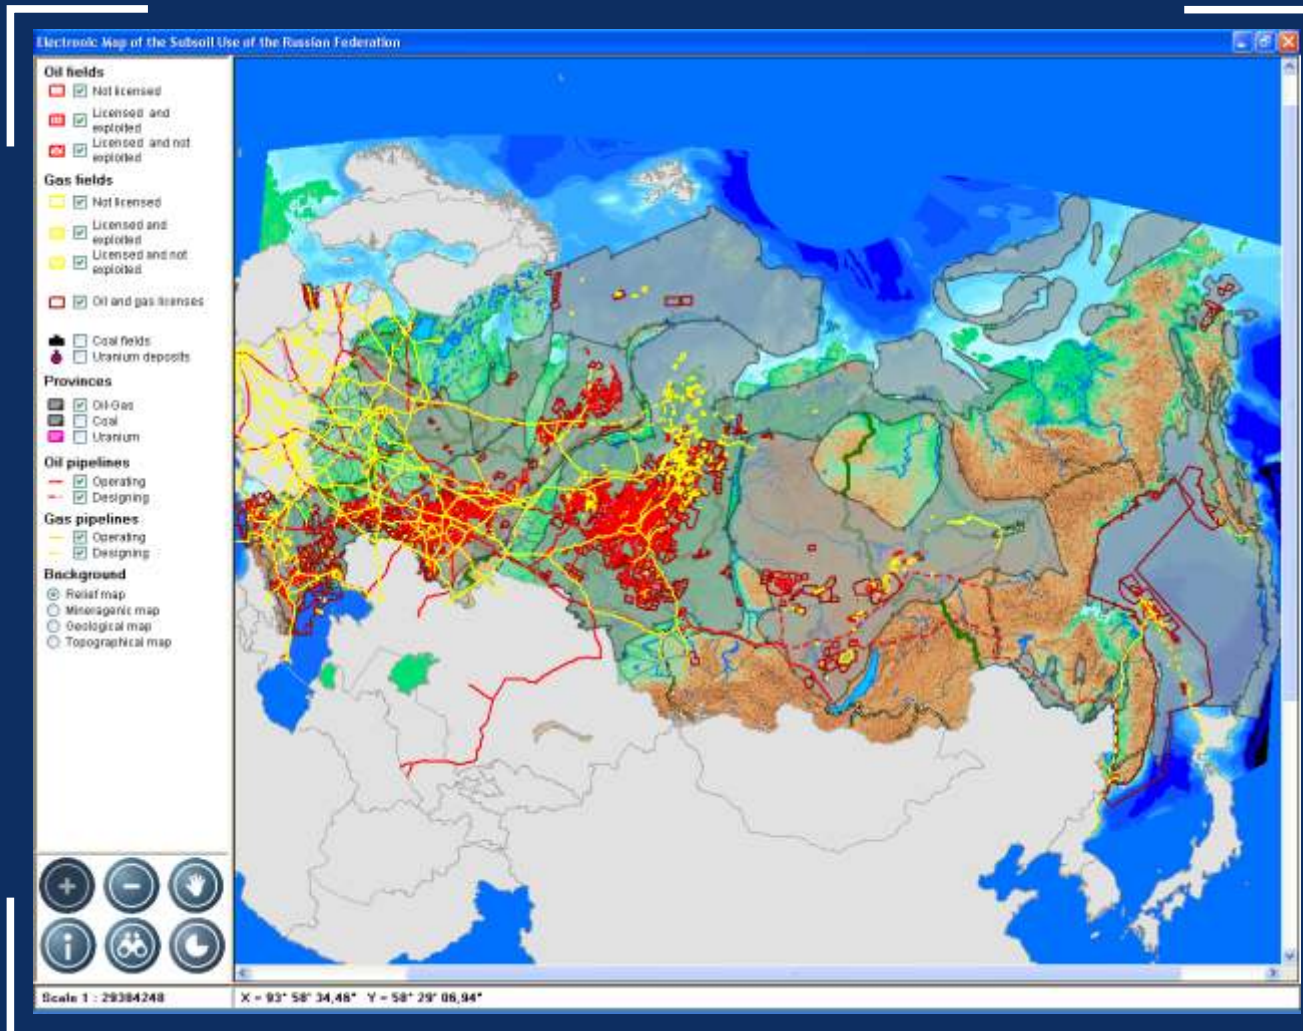 Electronic Map of the Subsoil Use of the Russian Federation
Oil fields
Not licensed
Licensed and
exploited
Licensed and not
exploited
Gas fields
Not licensed
Licensed and
exploited
Licensed and not
exploited
Oil and gas licenses
Coal fields
Uranium deposits
Provinces
Oil-Gas
Coal
Uranium
Oil pipelines
Operating
Designing
Gas pipelines
Operating
Designing
Background
Relief map
Mineragenic map
Geological map
Topographical map
Scale 1 : 29384248
X = 93° 58' 34,46" Y = 58° 29' 06,94"